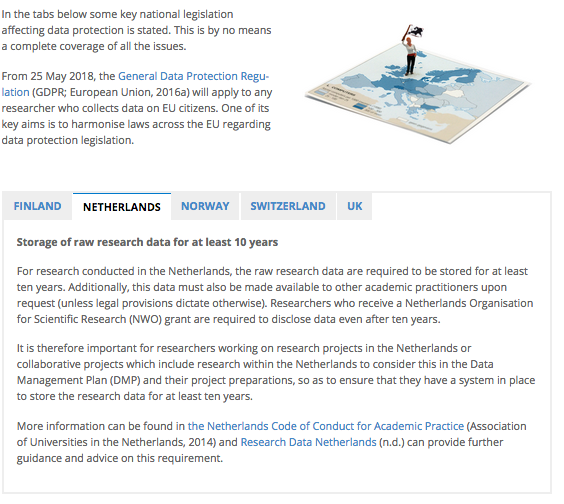 In the tabs below some key national legislation
affecting data protection is stated. This is by no means
a complete coverage of all the issues.
From 25 May 2018, the General Data Protection Regu-
lation (GDPR; European Union, 2016a) will apply to any
researcher who collects data on EU citizens. One of its
key aims is to harmonise laws across the EU regarding
data protection legislation.
FINLAND NETHERLANDS NORWAY SWITZERLAND UK
Storage of raw research data for at least 10 years
For research conducted in the Netherlands, the raw research data are required to be stored for at least
ten years. Additionally, this data must also be made available to other academic practitioners upon
request (unless legal provisions dictate otherwise). Researchers who receive a Netherlands Organisation
for Scientific Research (NWO) grant are required to disclose data even after ten years.
It is therefore important for researchers working on research projects in the Netherlands or
collaborative projects which include research within the Netherlands to consider this in the Data
Management Plan (DMP) and their project preparations, so as to ensure that they have a system in place
to store the research data for at least ten years.
More information can be found in the Netherlands Code of Conduct for Academic Practice (Association
of Universities in the Netherlands, 2014) and Research Data Netherlands (n.d.) can provide further
guidance and advice on this requirement.